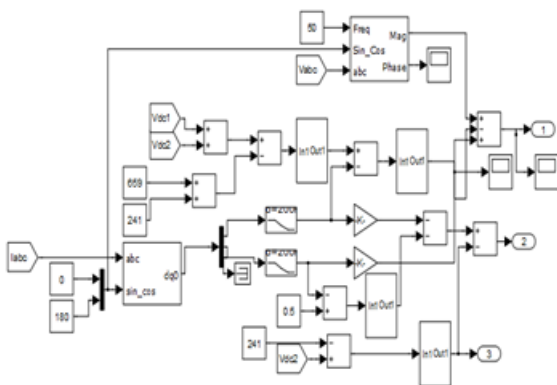 50
Freq
Mag
Sin_Cos
Vabc
abc
Phase
Vdc1
Vdc2
In1 Out1
In1 Out1
1
659
241
Iabc
abc
dq0
sin_cos
0
180
-K-
-K-
2
0.5
In1 Out1
241
Vdc2
In1 Out1
3